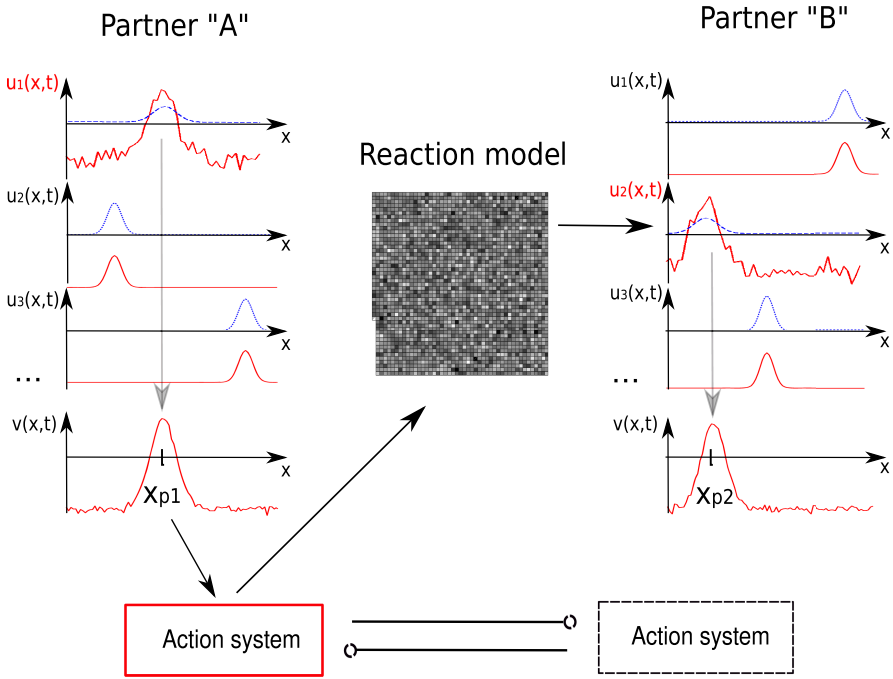 Partner "A"
u1(x,t)
x
u2(x,t)
x
u3(x,t)
x
...
v(x,t)
x
xp1
Reaction model
Partner "B"
u1(x,t)
x
u2(x,t)
x
u3(x,t)
x
...
v(x,t)
x
xp2
Action system
Action system